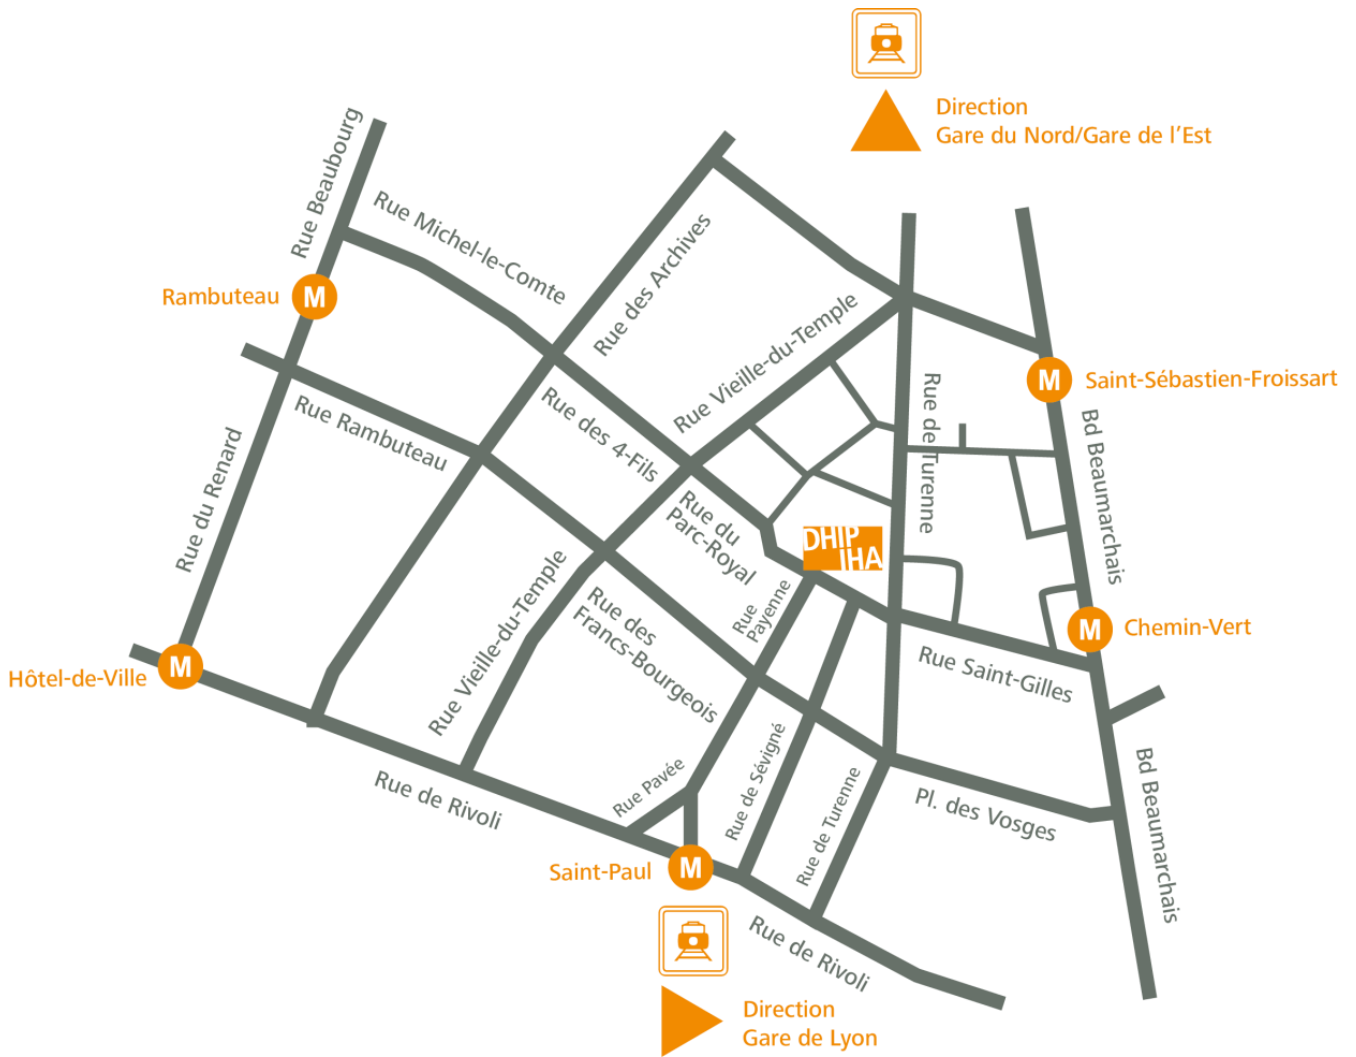 Direction
Gare du Nord/Gare de l'Est
Rue Beaubourg
Rue Michel-le-Comte
Rue des Archives
M
Rambuteau
Rue Vieille-du-Temple
M
Saint-Sébastien-Froissart
Rue Rambuteau
Rue des 4-Fils
Rue de Turenne
Bd Beaumarchais
Rue du Renard
Rue du
Parc-Royal
DHIP
IHA
Rue
Payenne
M
Chemin-Vert
Rue Vieille-du-Temple
Rue des
Francs-Bourgeois
Rue Saint-Gilles
M
Hôtel-de-Ville
Rue de Rivoli
Rue Pavée
Rue de Sévigné
Rue de Turenne
Pl. des Vosges
Bd Beaumarchais
Saint-Paul
M
Rue de Rivoli
Direction
Gare de Lyon